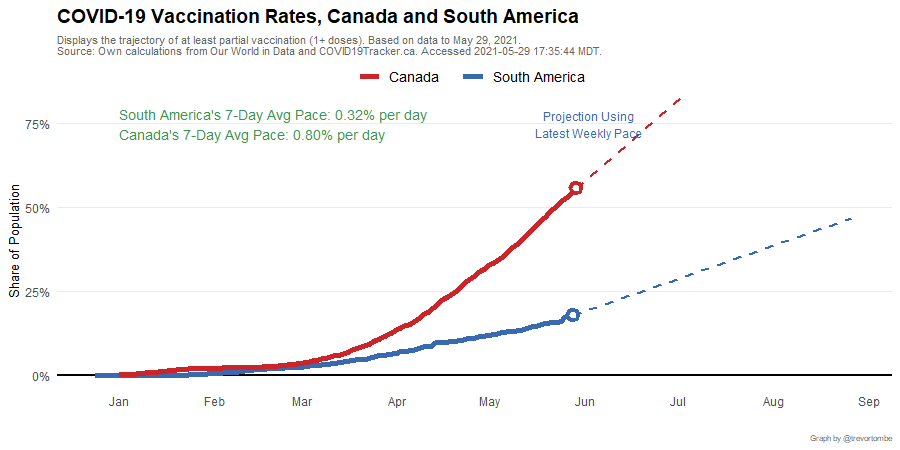 COVID-19 Vaccination Rates, Canada and South America
Displays the trajectory of at least partial vaccination (1+ doses). Based on data to May 29, 2021.
Source: Own calculations from Our World in Data and COVID19Tracker.ca. Accessed 2021-05-29 17:35:44 MDT.
Canada South America
South America's 7-Day Avg Pace: 0.32% per day
Canada's 7-Day Avg Pace: 0.80% per day
Projection Using
Latest Weekly Pace
Share of Population
75%
50%
25%
0%
Jan Feb Mar Apr May Jun Jul Aug Sep
Graph by @trevortombe